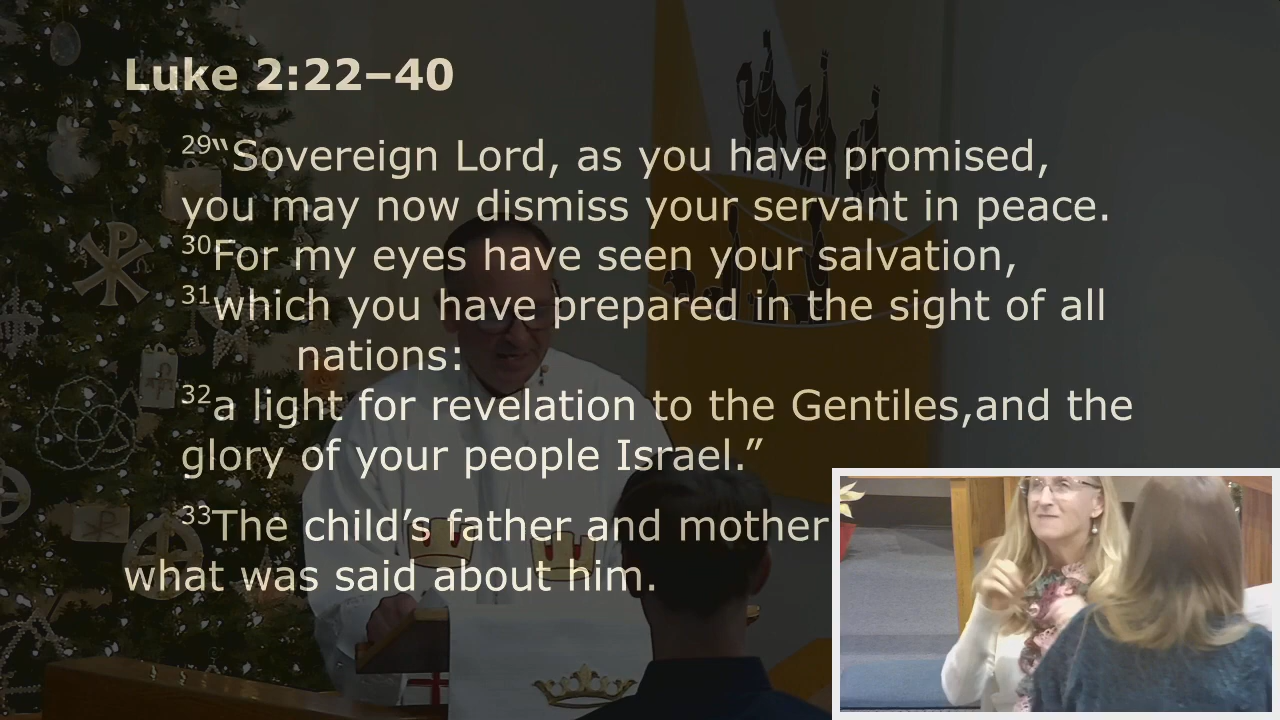 Luke 2:22–40
29“Sovereign Lord, as you have promised,
you may now dismiss your servant in peace.
30For my eyes have seen your salvation,
31which you have prepared in the sight of all
nations:
32a light for revelation to the Gentiles,and the
glory of your people Israel.”
33The child’s father and mother
what was said about him.